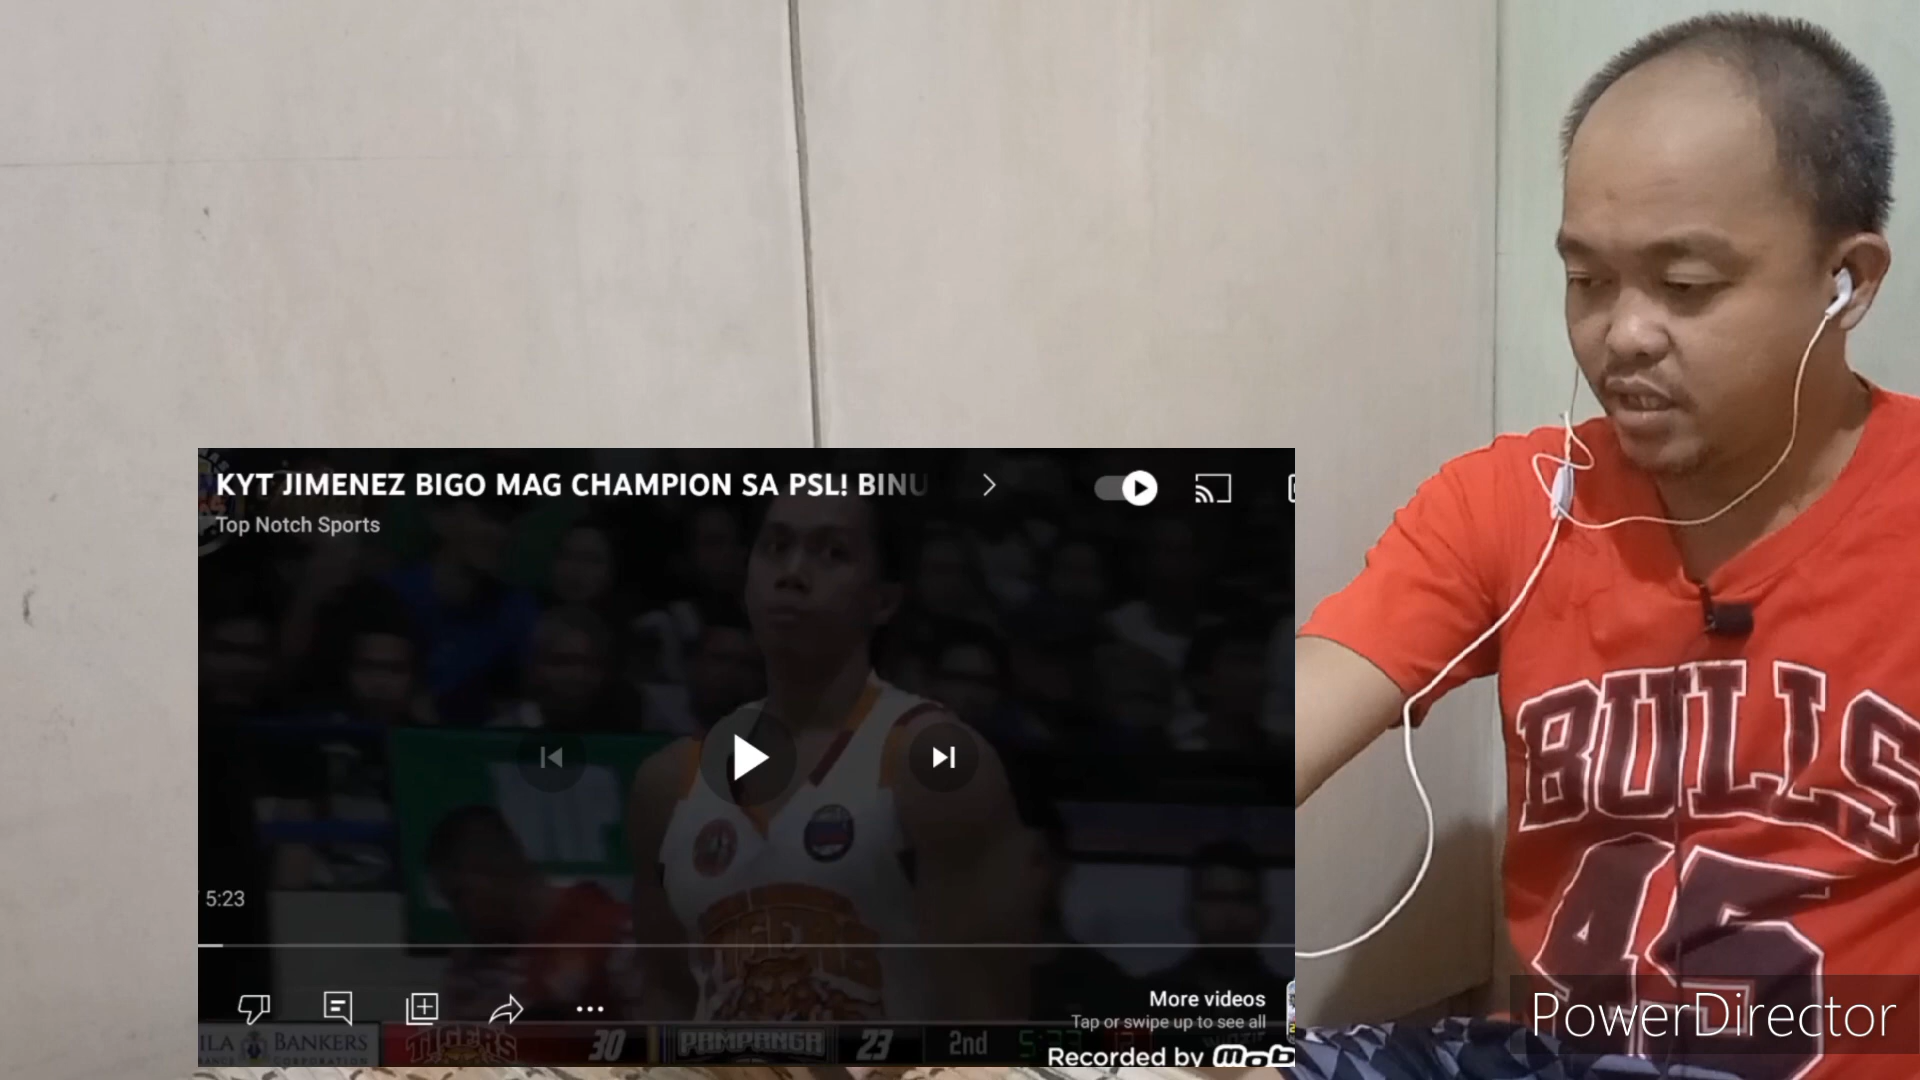 KYT JIMENEZ BIGO MAG CHAMPION SA PSL! BINU
Top Notch Sports
5:23
More videos
Tap or swipe up to see all
BANKERS
CORPORATION
TIGERS 30 PAMPANGA 23 2nd
Recorded by
BULLS
45
PowerDirector